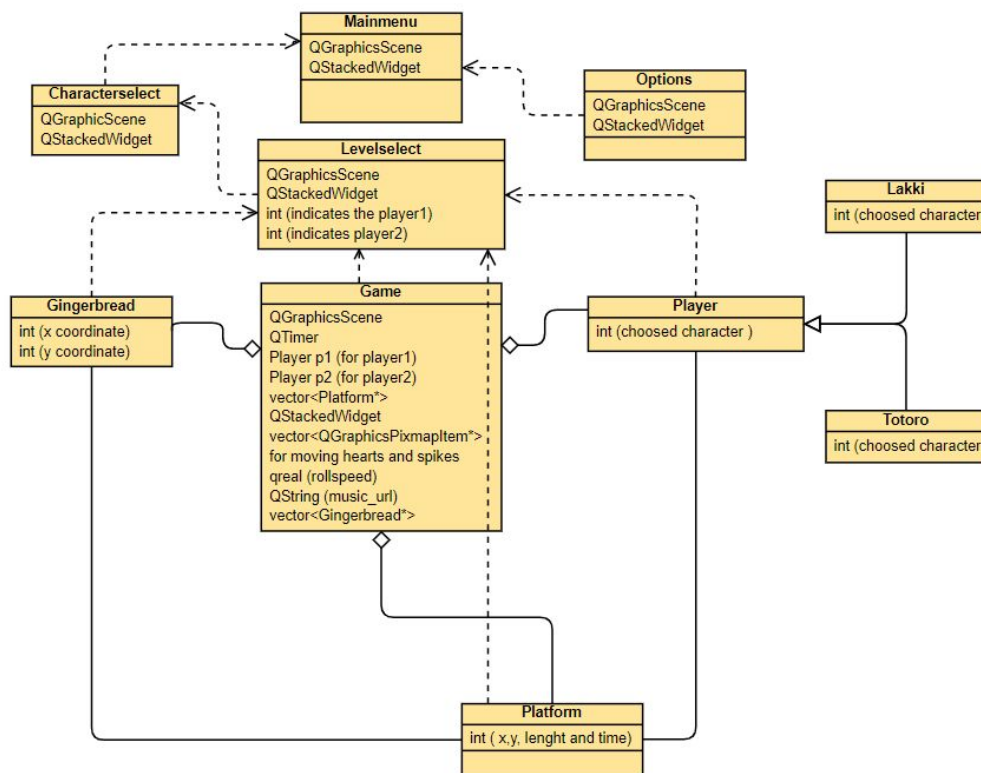 Mainmenu
QGraphicsScene
QStackedWidget
Options
QGraphicsScene
QStackedWidget
Characterselect
QGraphicScene
QStackedWidget
Levelselect
QGraphicsScene
QStackedWidget
int (indicates the player1)
int (indicates player2)
Lakki
int (choosed character
Gingerbread
int (x coordinate)
int (y coordinate)
Game
QGraphicsScene
QTimer
Player p1 (for player1)
Player p2 (for player2)
vector<Platform*>
QStackedWidget
vector<QGraphicsPixmapItem*>
for moving hearts and spikes
qreal (rollspeed)
QString (music_url)
vector<Gingerbread*>
Player
int (choosed character )
Totoro
int (choosed character
Platform
int ( x,y, lenght and time)